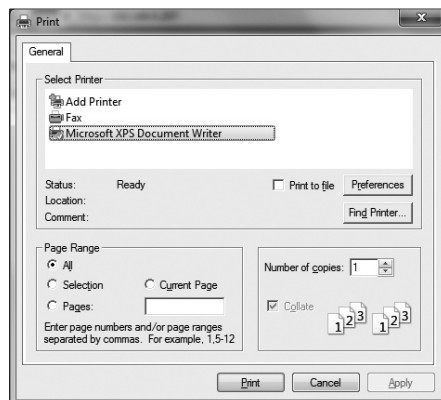 Print
General
Select Printer
Add Printer
Fax
Microsoft XPS Document Writer
Status: Ready
Print to file
Preferences
Location:
Comment:
Find Printer...
Page Range
All
Selection
Current Page
Pages:
Enter page numbers and/or page ranges
separated by commas. For example, 1,5-12
Number of copies: 1
Collate
1 2 3 1 2 3
Print Cancel Apply